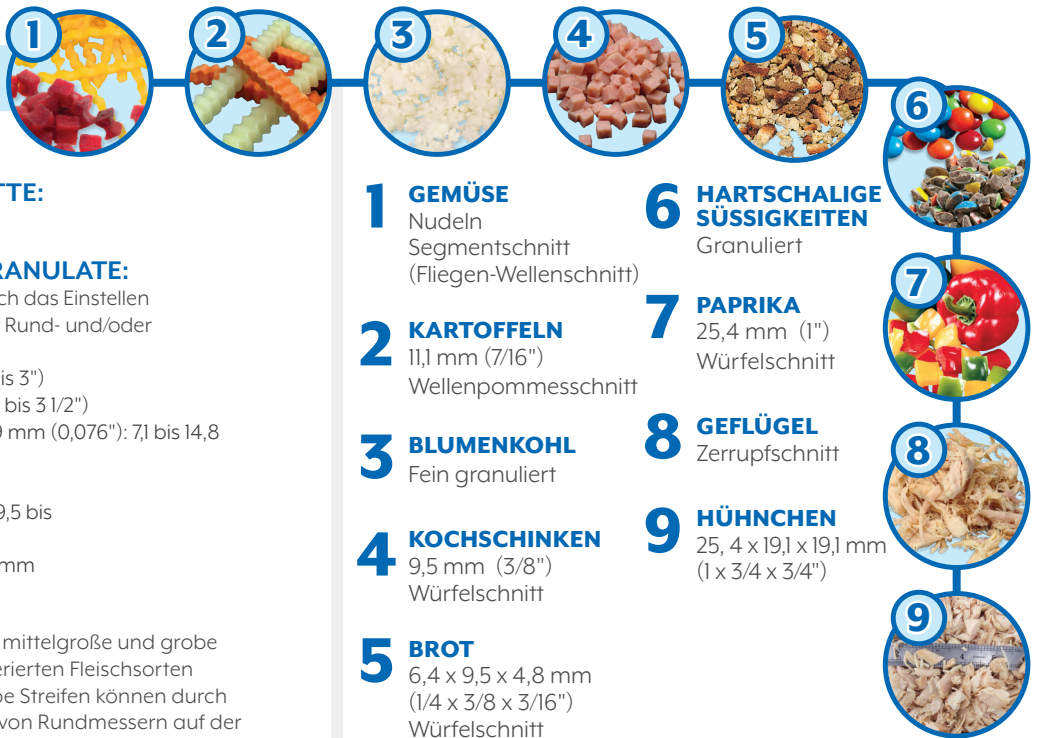 1
2
3
4
5
6
7
8
9
TTE:
RANULATE:
ch das Einstellen
Rund- und/oder
is 3")
bis 3 1/2")
9 mm (0,076"): 7,1 bis 14,8
9,5 bis
mm
mittelgroße und grobe
erierten Fleischsorten
be Streifen können durch
von Rundmessern auf der
1 GEMÜSE
Nudeln
Segmentschnitt
(Fliegen-Wellenschnitt)
2 KARTOFFELN
11,1 mm (7/16")
Wellenpommesschnitt
3 BLUMENKOHL
Fein granuliert
4 KOCHSCHINKEN
9,5 mm (3/8")
Würfelschnitt
5 BROT
6,4 x 9,5 x 4,8 mm
(1/4 x 3/8 x 3/16")
Würfelschnitt
6 HARTSCHALIGE
SÜSSIGKEITEN
Granuliert
7 PAPRIKA
25,4 mm (1")
Würfelschnitt
8 GEFLÜGEL
Zerrupfschnitt
9 HÜHNCHEN
25, 4 x 19,1 x 19,1 mm
(1 x 3/4 x 3/4")